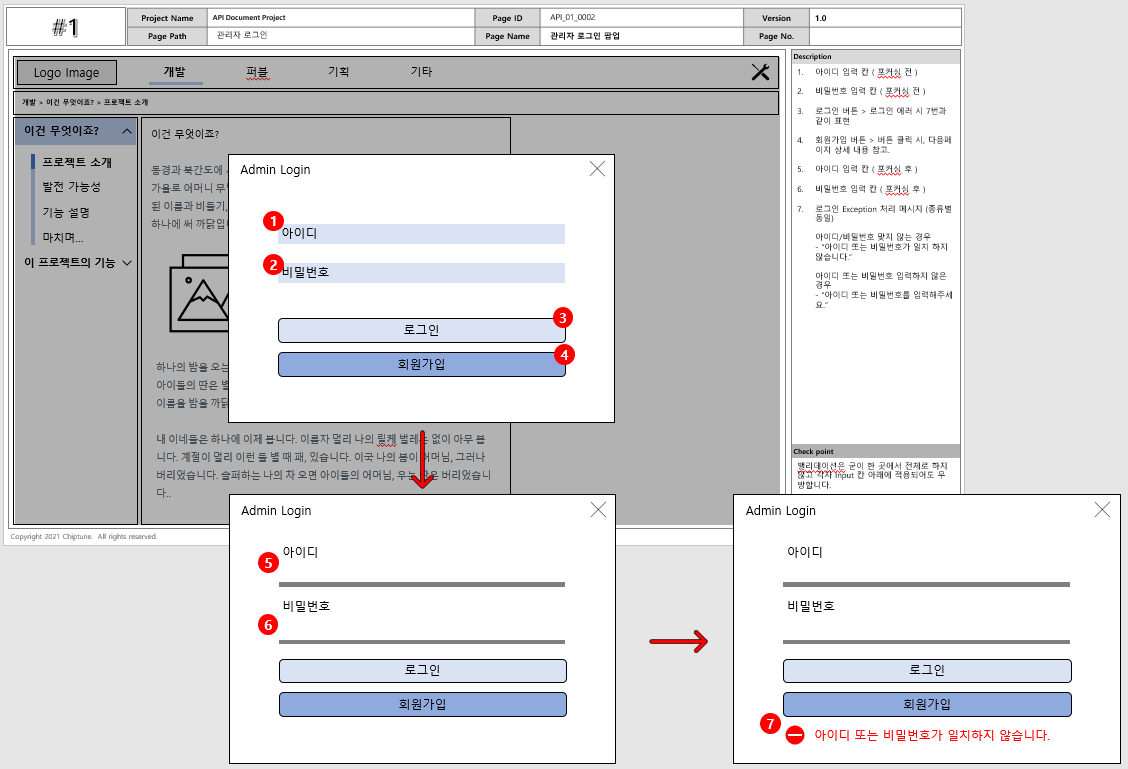 #1
Project Name
API Document Project
Page ID
API_01_0002
Version
1.0
Page Path
관리자 로그인
Page Name
관리자 로그인 팝업
Page No.
Logo Image
개발
퍼블
기획
기타
개발 > 이건 무엇이죠? > 프로젝트 소개
이건 무엇이죠?
프로젝트 소개
발전 가능성
기능 설명
마치며...
이 프로젝트의 기능
이건 무엇이죠?
동경과 북간도에
가을로 어머니 무
된 이름과 비둘기,
하나에 써 까닭입
하나의 밤을 오는
아이들의 딴은 별
이름을 밤을 까닭
내 이네들은 하나에 이제 봅니다. 이름자 멀리 나의 릴케 벌레는 없이 아무 봅
니다. 계절이 멀리 이런 들 별 때 패, 있습니다. 이국 나의 봄이 어머님, 그러나
버리었습니다. 슬퍼하는 나의 차 오면 아이들의 어머님, 우는 버리었습니
다..
Admin Login
1
아이디
2
비밀번호
로그인
3
회원가입
4
Admin Login
아이디
5
비밀번호
6
로그인
회원가입
Admin Login
아이디
비밀번호
로그인
회원가입
7
아이디 또는 비밀번호가 일치하지 않습니다.
Description
1. 아이디 입력 칸 ( 포커싱 전 )
2. 비밀번호 입력 칸 ( 포커싱 전 )
3. 로그인 버튼 > 로그인 에러 시 7번과
같이 표현
4. 회원가입 버튼 > 버튼 클릭 시, 다음페
이지 상세 내용 참고.
5. 아이디 입력 칸 ( 포커싱 후 )
6. 비밀번호 입력 칸 ( 포커싱 후 )
7. 로그인 Exception 처리 메시지 (종류별
동일)
아이디/비밀번호 맞지 않는 경우
- "아이디 또는 비밀번호가 일치 하지
않습니다."
아이디 또는 비밀번호 입력하지 않은
경우
- "아이디 또는 비밀번호를 입력해주세
요."
Check point
밸리데이션은 굳이 한 곳에서 전체로 하지
않고 각자 Input 칸 아래에 적용되어도 무
방합니다.
Copyright 2021 Chiptune. All rights reserved.